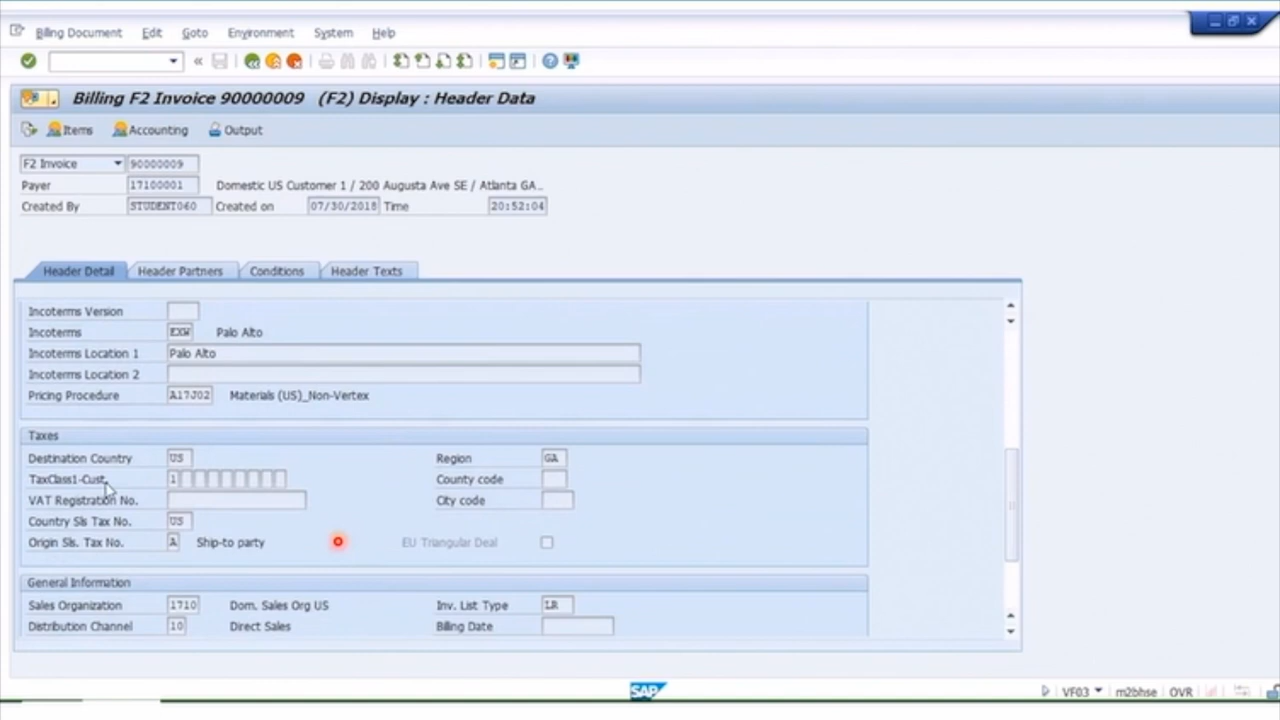 Billing Document Edit Goto Environment System Help
Billing F2 Invoice 90000009 (F2) Display : Header Data
Items Accounting Output
F2 Invoice 90000009
Payer 17100001 Domestic US Customer 1 / 200 Augusta Ave SE / Atlanta GA..
Created By STUDENT060 Created on 07/30/2018 Time 20:52:04
Header Detail Header Partners Conditions Header Texts
Incoterms Version
Incoterms EXW Palo Alto
Incoterms Location 1 Palo Alto
Incoterms Location 2
Pricing Procedure A17J02 Materials (US)_Non-Vertex
Taxes
Destination Country US Region GA
TaxClass1-Cust. 1 County code
VAT Registration No. City code
Country Sls Tax No. US
Origin Sls. Tax No. A Ship-to party EU Triangular Deal
General Information
Sales Organization 1710 Dom. Sales Org US Inv. List Type LR
Distribution Channel 10 Direct Sales Billing Date
SAP VF03 m2bhse OVR